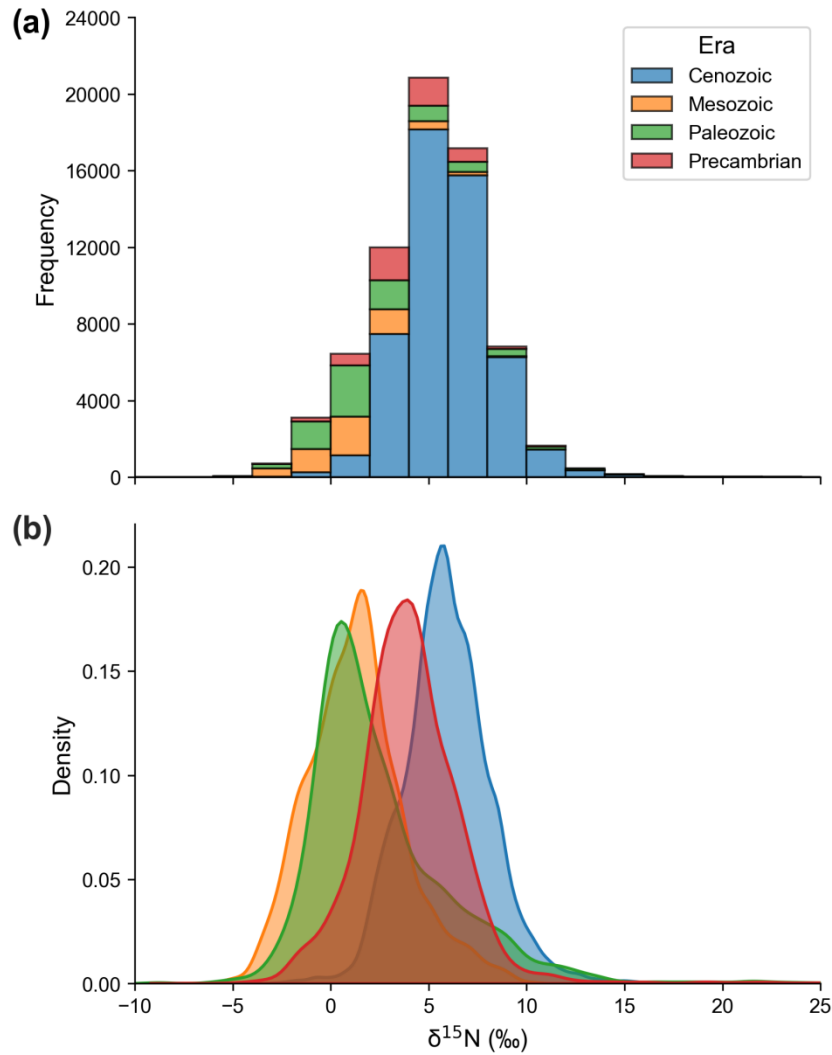 (a)
24000
20000
16000
12000
8000
4000
0
Frequency
Era
Cenozoic
Mesozoic
Paleozoic
Precambrian
(b)
0.20
0.15
0.10
0.05
0.00
Density
−10 −5 0 5 10 15 20 25
δ¹⁵N (‰)